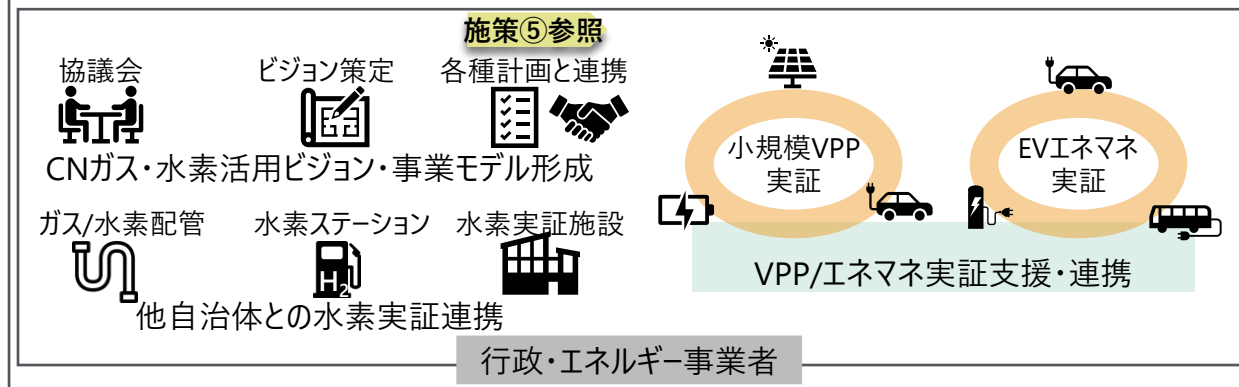 施策⑤参照
協議会
ビジョン策定
各種計画と連携
CNガス・水素活用ビジョン・事業モデル形成
ガス/水素配管
水素ステーション
水素実証施設
H2
他自治体との水素実証連携
小規模VPP
実証
EVエネマネ
実証
VPP/エネマネ実証支援・連携
行政・エネルギー事業者